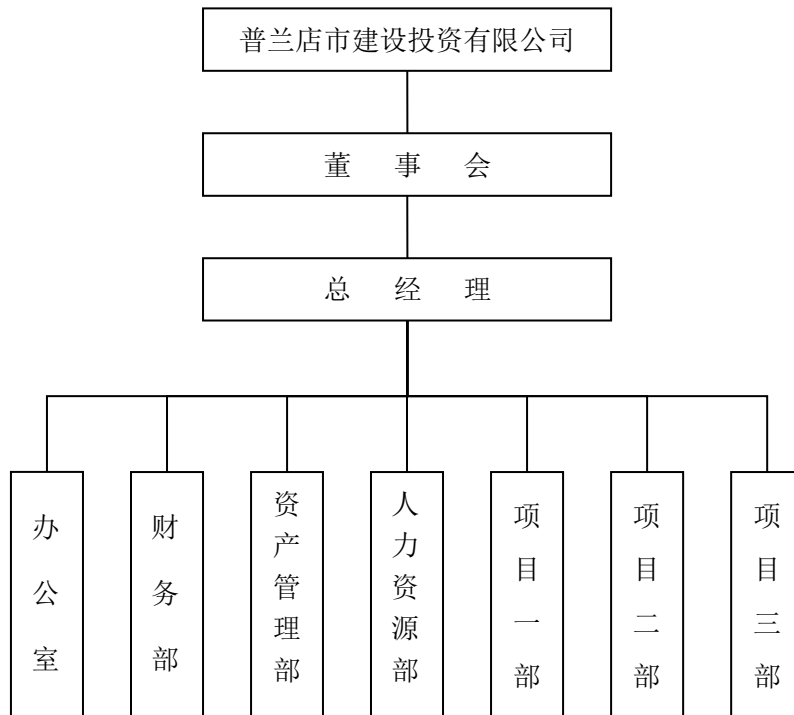 普兰店市建设投资有限公司
董 事 会
总 经 理
办公室
财务部
资产管理部
人力资源部
项目一部
项目二部
项目三部